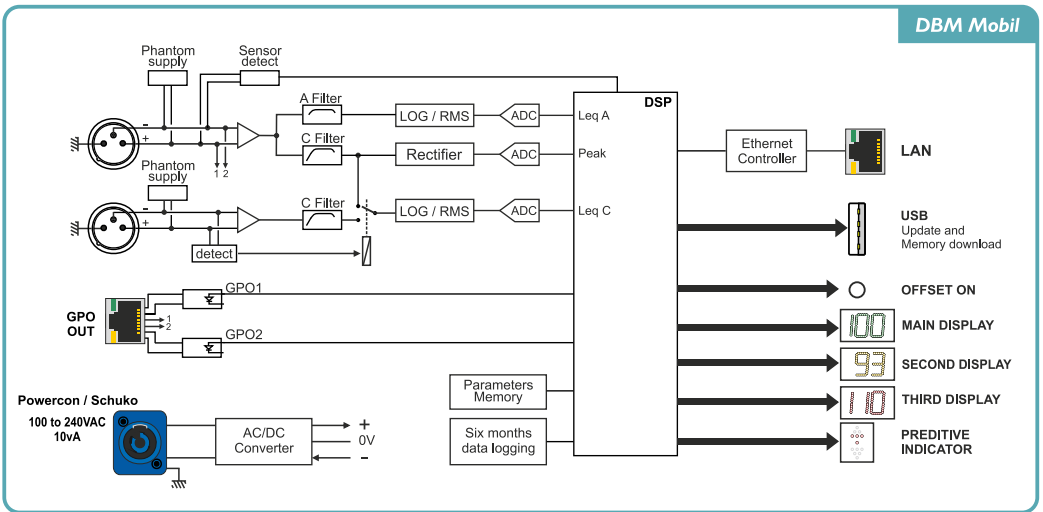 DBM Mobil
Phantom
supply
Sensor
detect
A Filter
LOG / RMS
ADC
Leq A
DSP
-
+
C Filter
Rectifier
ADC
Peak
1 2
Ethernet
Controller
LAN
Phantom
supply
-
+
C Filter
LOG / RMS
ADC
Leq C
detect
USB
Update and
Memory download
GPO1
GPO
OUT
1
2
GPO2
OFFSET ON
100
MAIN DISPLAY
93
SECOND DISPLAY
110
THIRD DISPLAY
PREDITIVE
INDICATOR
Parameters
Memory
Six months
data logging
Powercon / Schuko
100 to 240VAC
10vA
AC/DC
Converter
+
0V
-